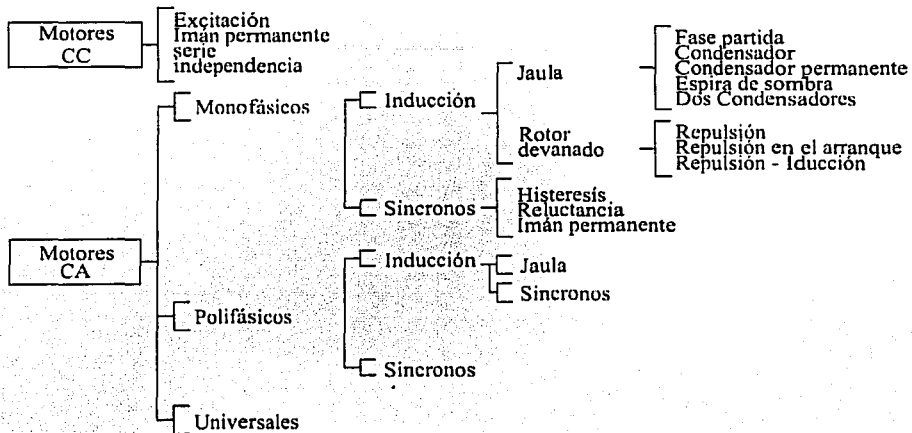 Motores
CC
Excitación
Imán permanente
serie
independencia
Motores
CA
Monofásicos
Inducción
Jaula
Fase partida
Condensador
Condensador permanente
Espira de sombra
Dos Condensadores
Rotor
devanado
Repulsión
Repulsión en el arranque
Repulsión - Iducción
Sincronos
Histeresís
Reluctancia
Imán permanente
Polifásicos
Inducción
Jaula
Sincronos
Sincronos
Universales